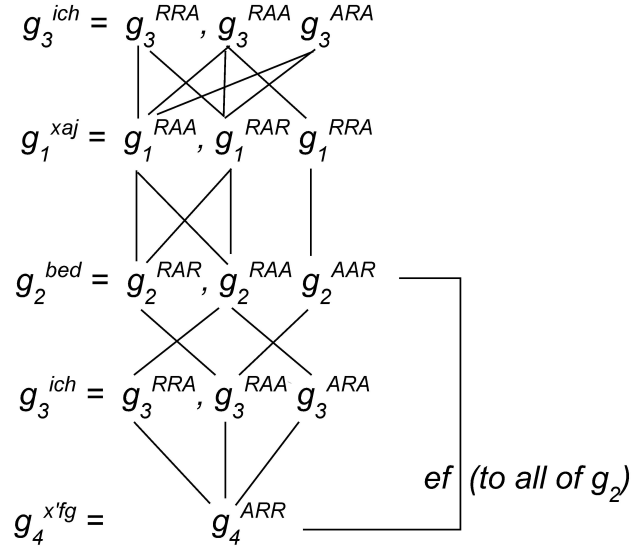 g₃ⁱᶜʰ = g₃ᴿᴿᴬ, g₃ᴿᴬᴬ g₃ᴬᴿᴬ
g₁ˣᵃʲ = g₁ᴿᴬᴬ, g₁ᴿᴬᴿ g₁ᴿᴿᴬ
g₂ᵇᵉᵈ = g₂ᴿᴬᴿ, g₂ᴿᴬᴬ g₂ᴬᴬᴿ
g₃ⁱᶜʰ = g₃ᴿᴿᴬ, g₃ᴿᴬᴬ g₃ᴬᴿᴬ
ef (to all of g₂)
g₄ˣ'ᶠᵍ = g₄ᴬᴿᴿ